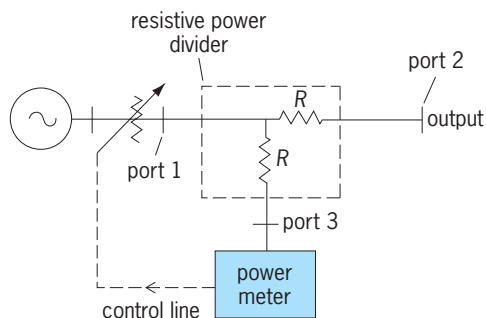 resistive power
divider
port 2
R
output
R
port 1
port 3
power
meter
control line